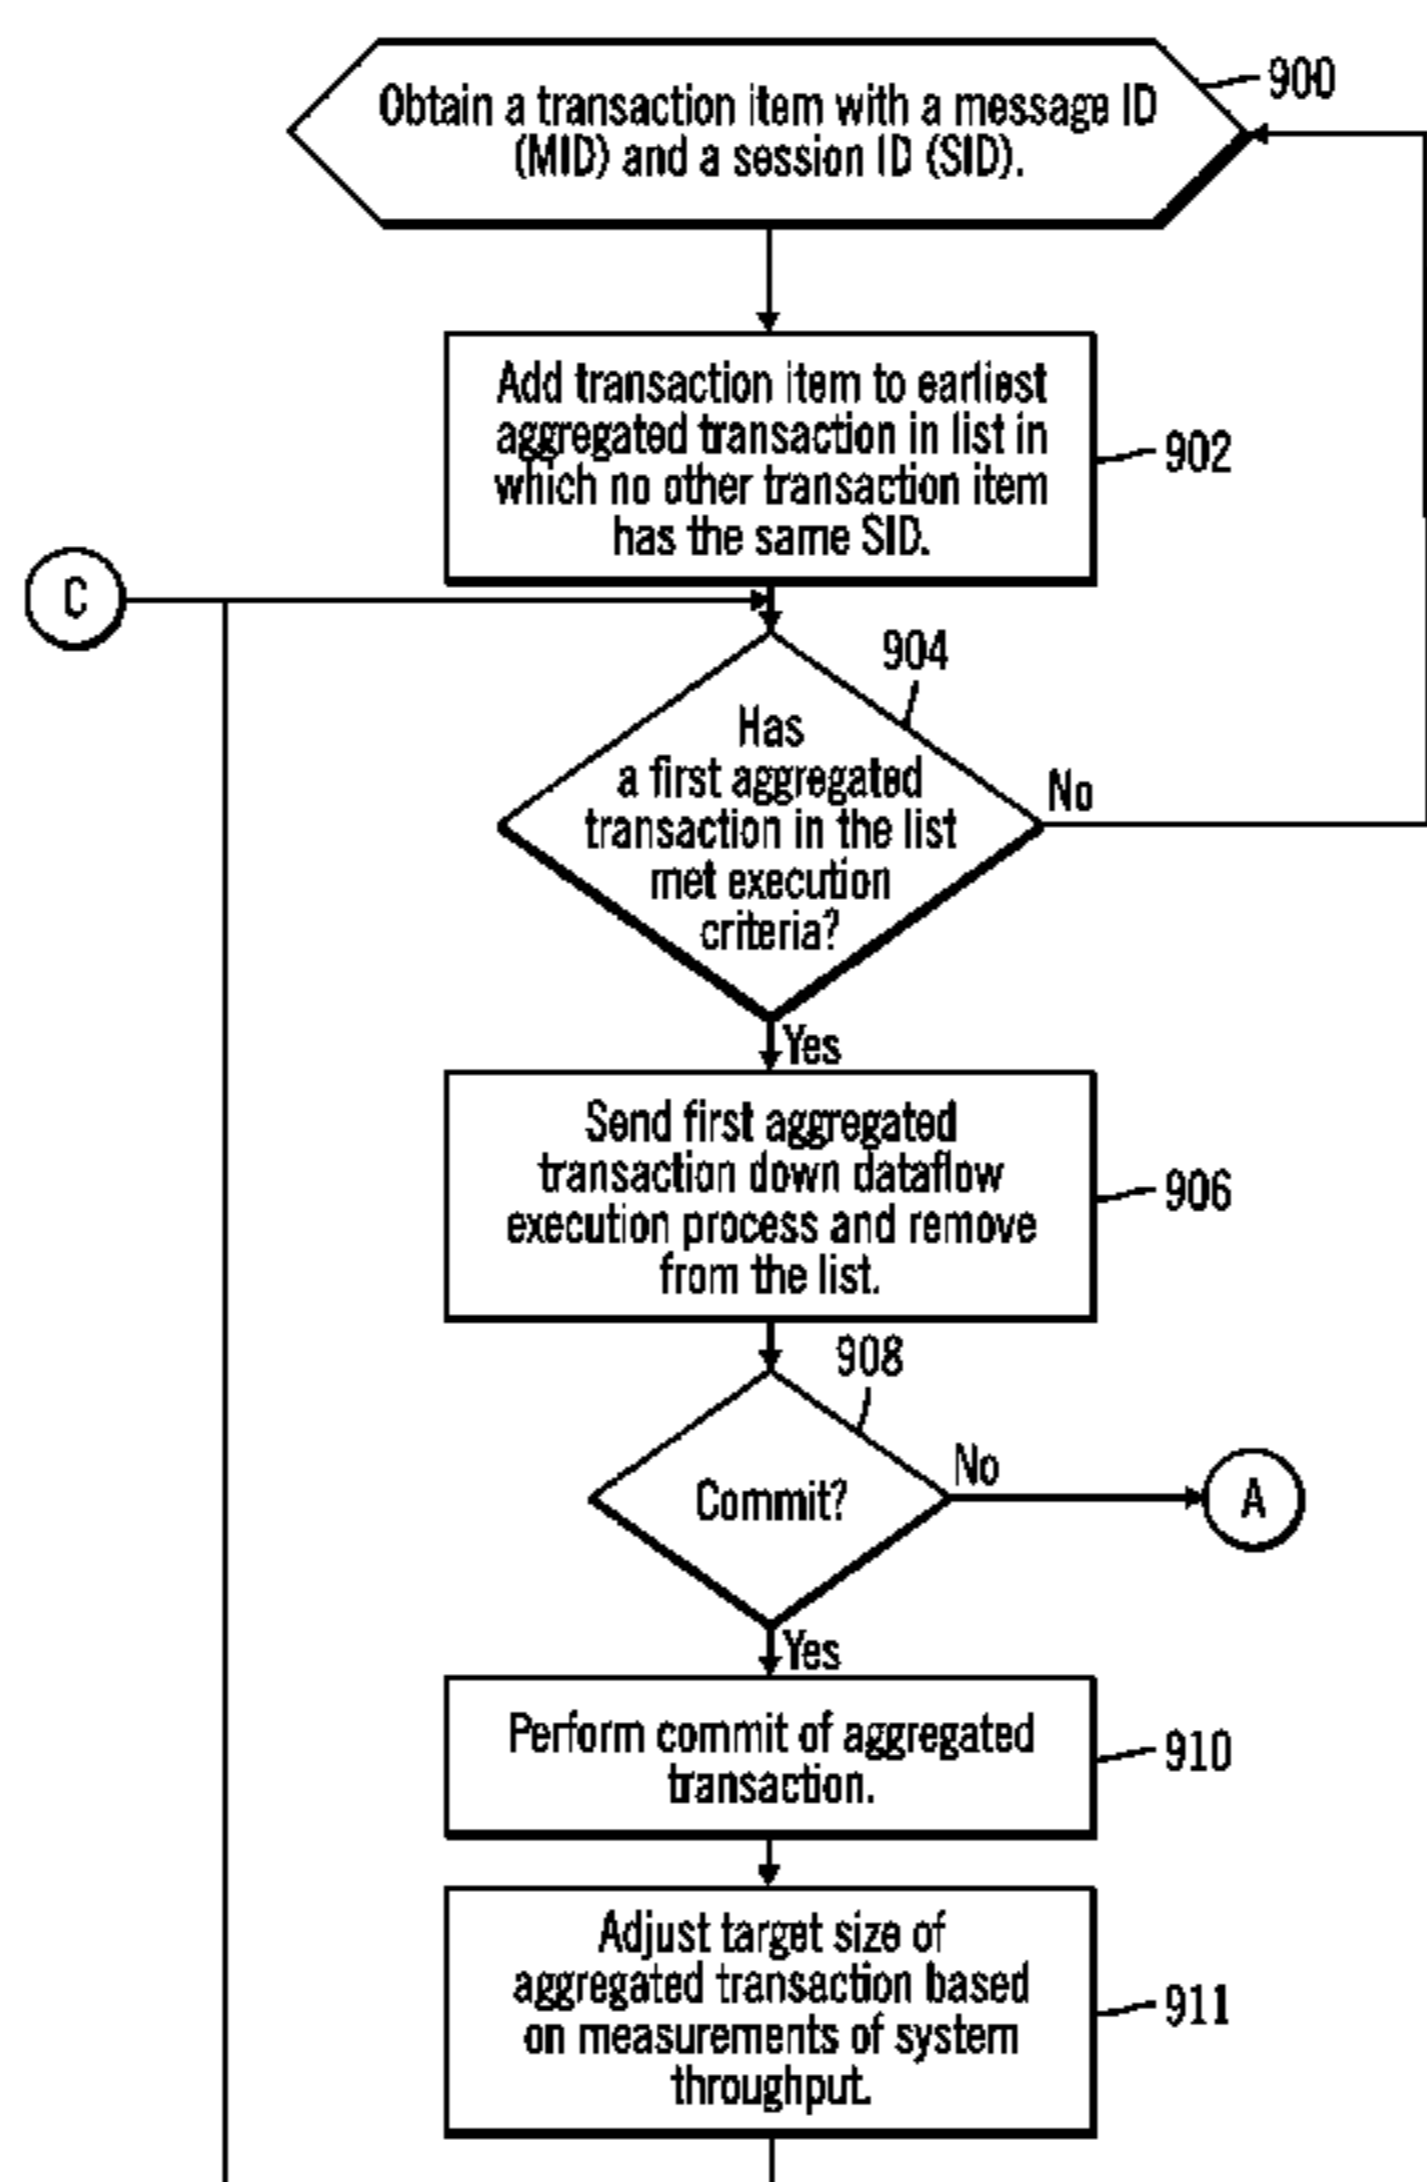 Obtain a transaction item with a message ID
(MID) and a session ID (SID).
900
Add transaction item to earliest
aggregated transaction in list in
which no other transaction item
has the same SID.
902
C
904
Has
a first aggregated
transaction in the list
met execution
criteria?
No
Yes
Send first aggregated
transaction down dataflow
execution process and remove
from the list.
906
908
Commit?
No
A
Yes
Perform commit of aggregated
transaction.
910
Adjust target size of
aggregated transaction based
on measurements of system
throughput.
911